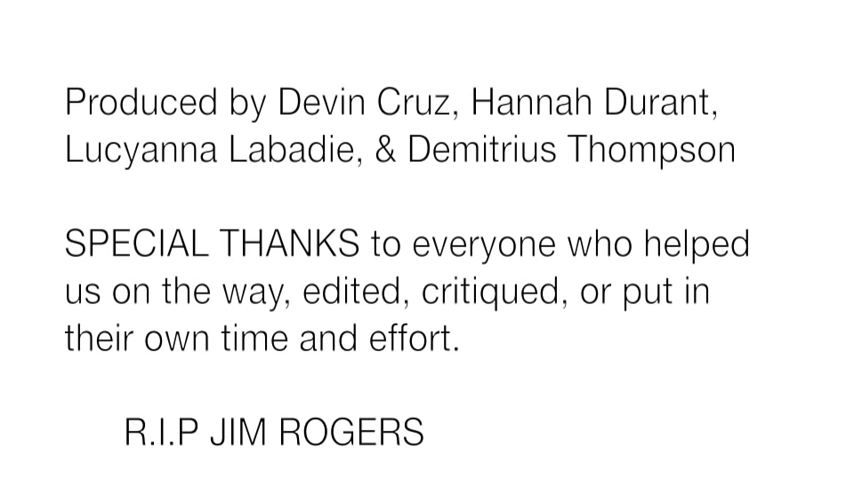 Produced by Devin Cruz, Hannah Durant,
Lucyanna Labadie, & Demitrius Thompson
SPECIAL THANKS to everyone who helped
us on the way, edited, critiqued, or put in
their own time and effort.
R.I.P JIM ROGERS